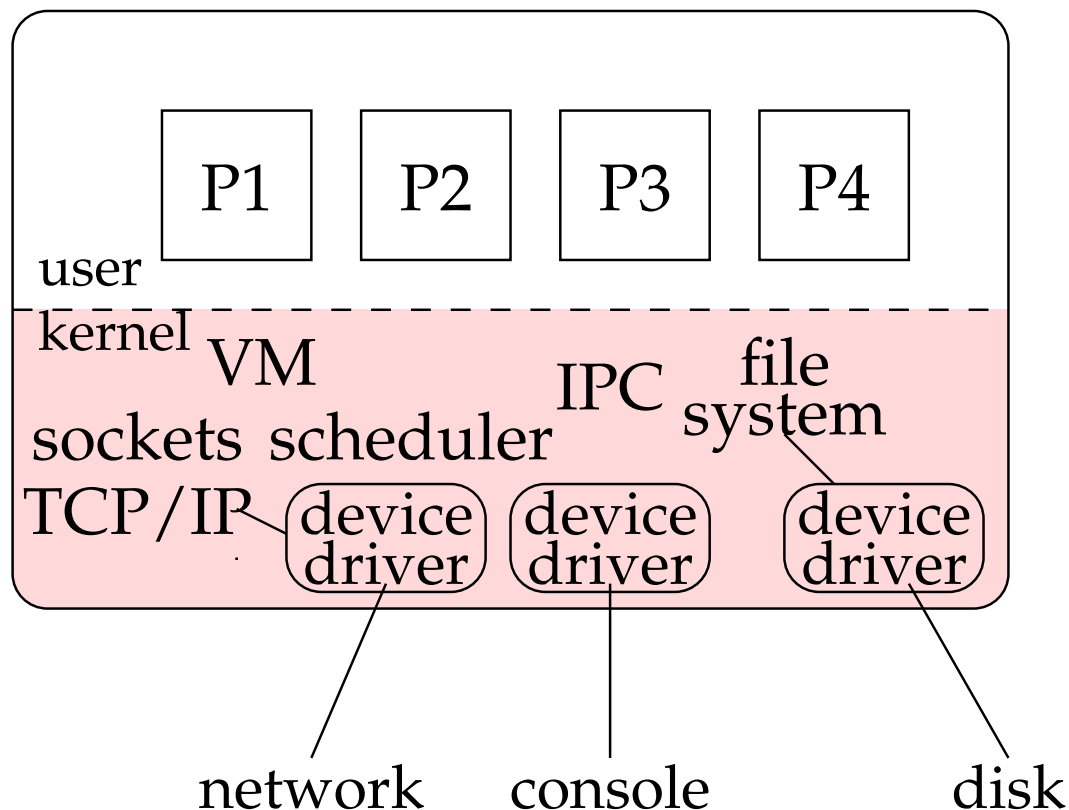 P1 P2 P3 P4
user
kernel
VM
IPC
file
system
sockets scheduler
TCP/IP
device
driver
device
driver
device
driver
network console disk